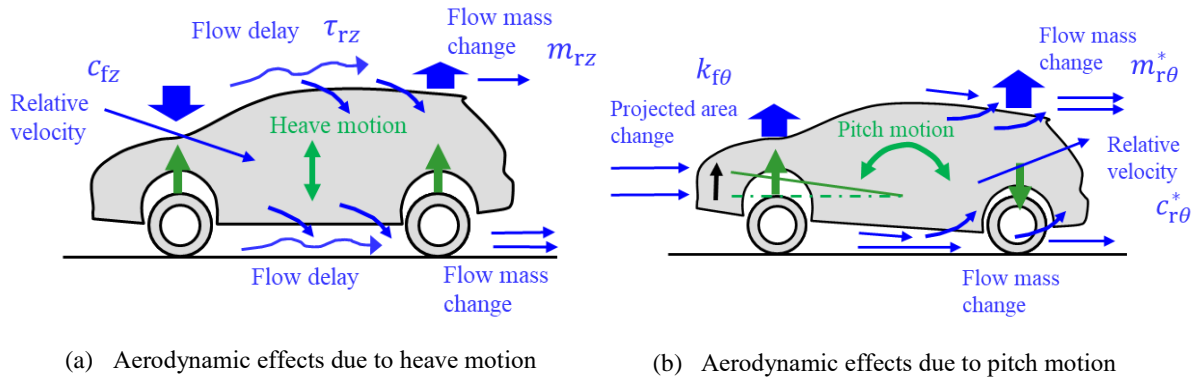 Flow delay
τrz
Flow mass
change
mrz
cfz
Relative
velocity
Heave motion
Flow delay
Flow mass
change
(a) Aerodynamic effects due to heave motion
Flow mass
change
m*rθ
kfθ
Projected area
change
Pitch motion
Relative
velocity
c*rθ
Flow mass
change
(b) Aerodynamic effects due to pitch motion